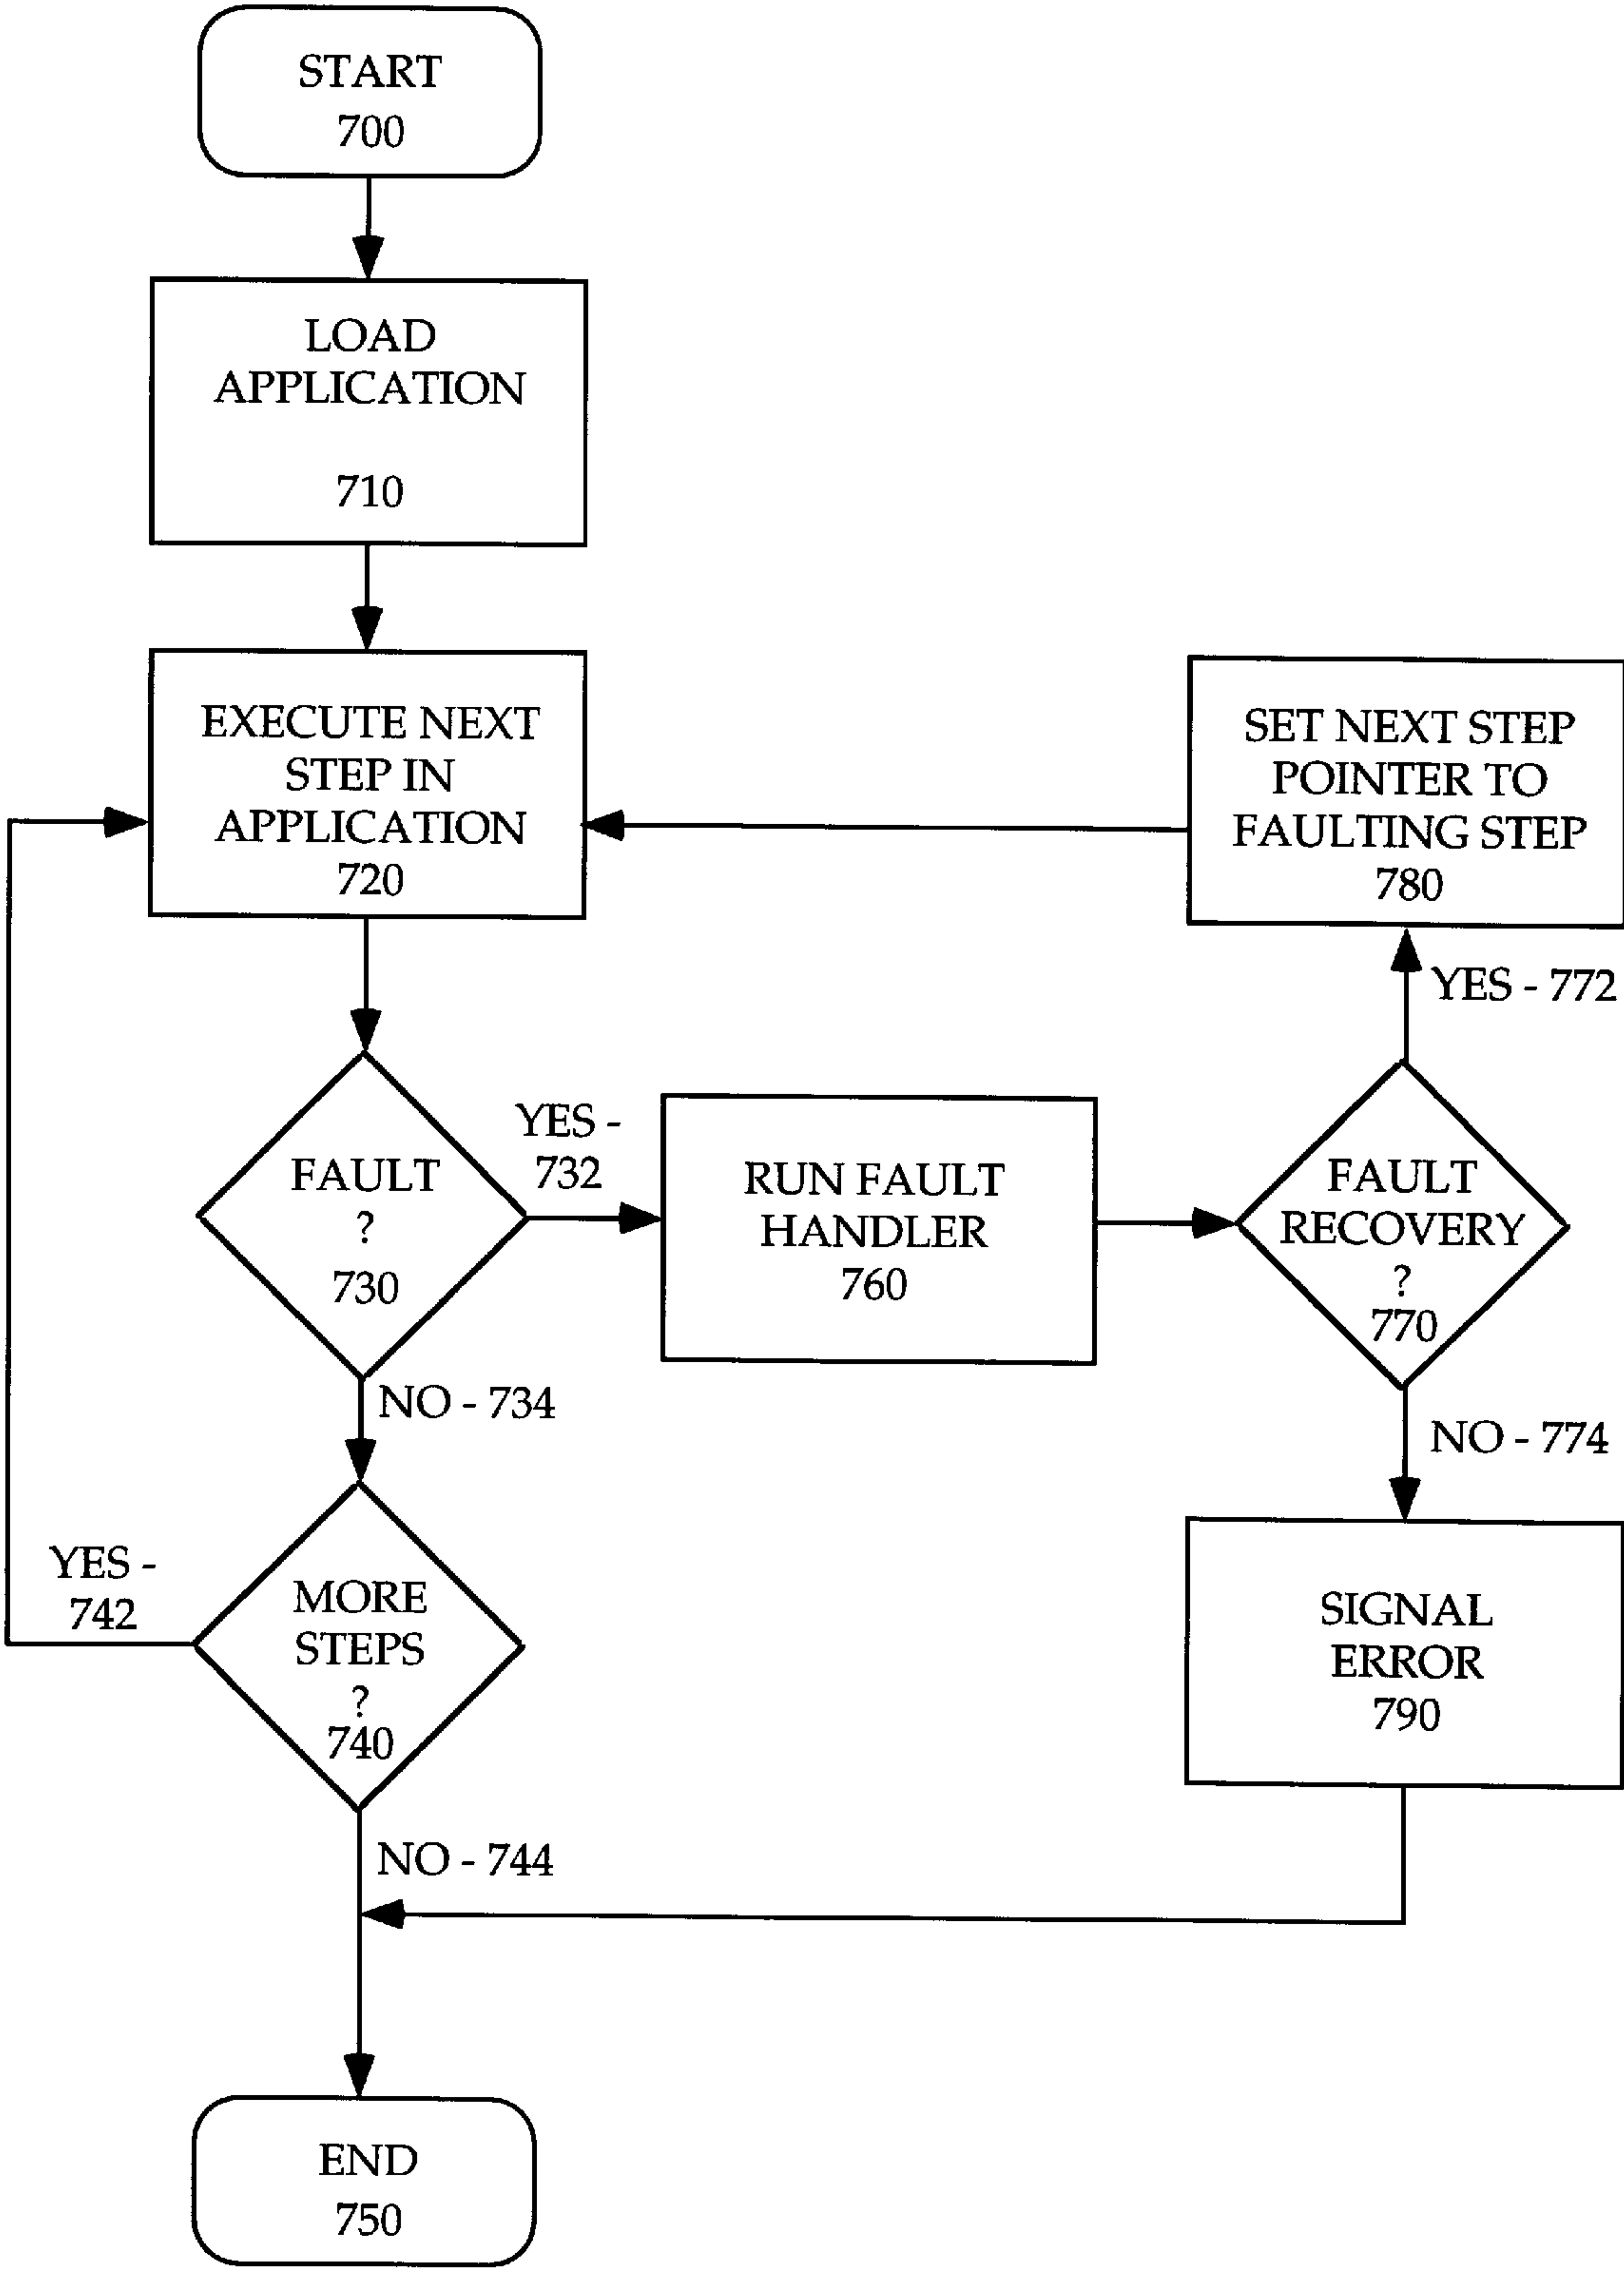 START
700
LOAD
APPLICATION
710
EXECUTE NEXT
STEP IN
APPLICATION
720
SET NEXT STEP
POINTER TO
FAULTING STEP
780
YES - 772
FAULT
?
730
YES -
732
RUN FAULT
HANDLER
760
FAULT
RECOVERY
?
770
NO - 734
NO - 774
YES -
742
MORE
STEPS
?
740
SIGNAL
ERROR
790
NO - 744
END
750